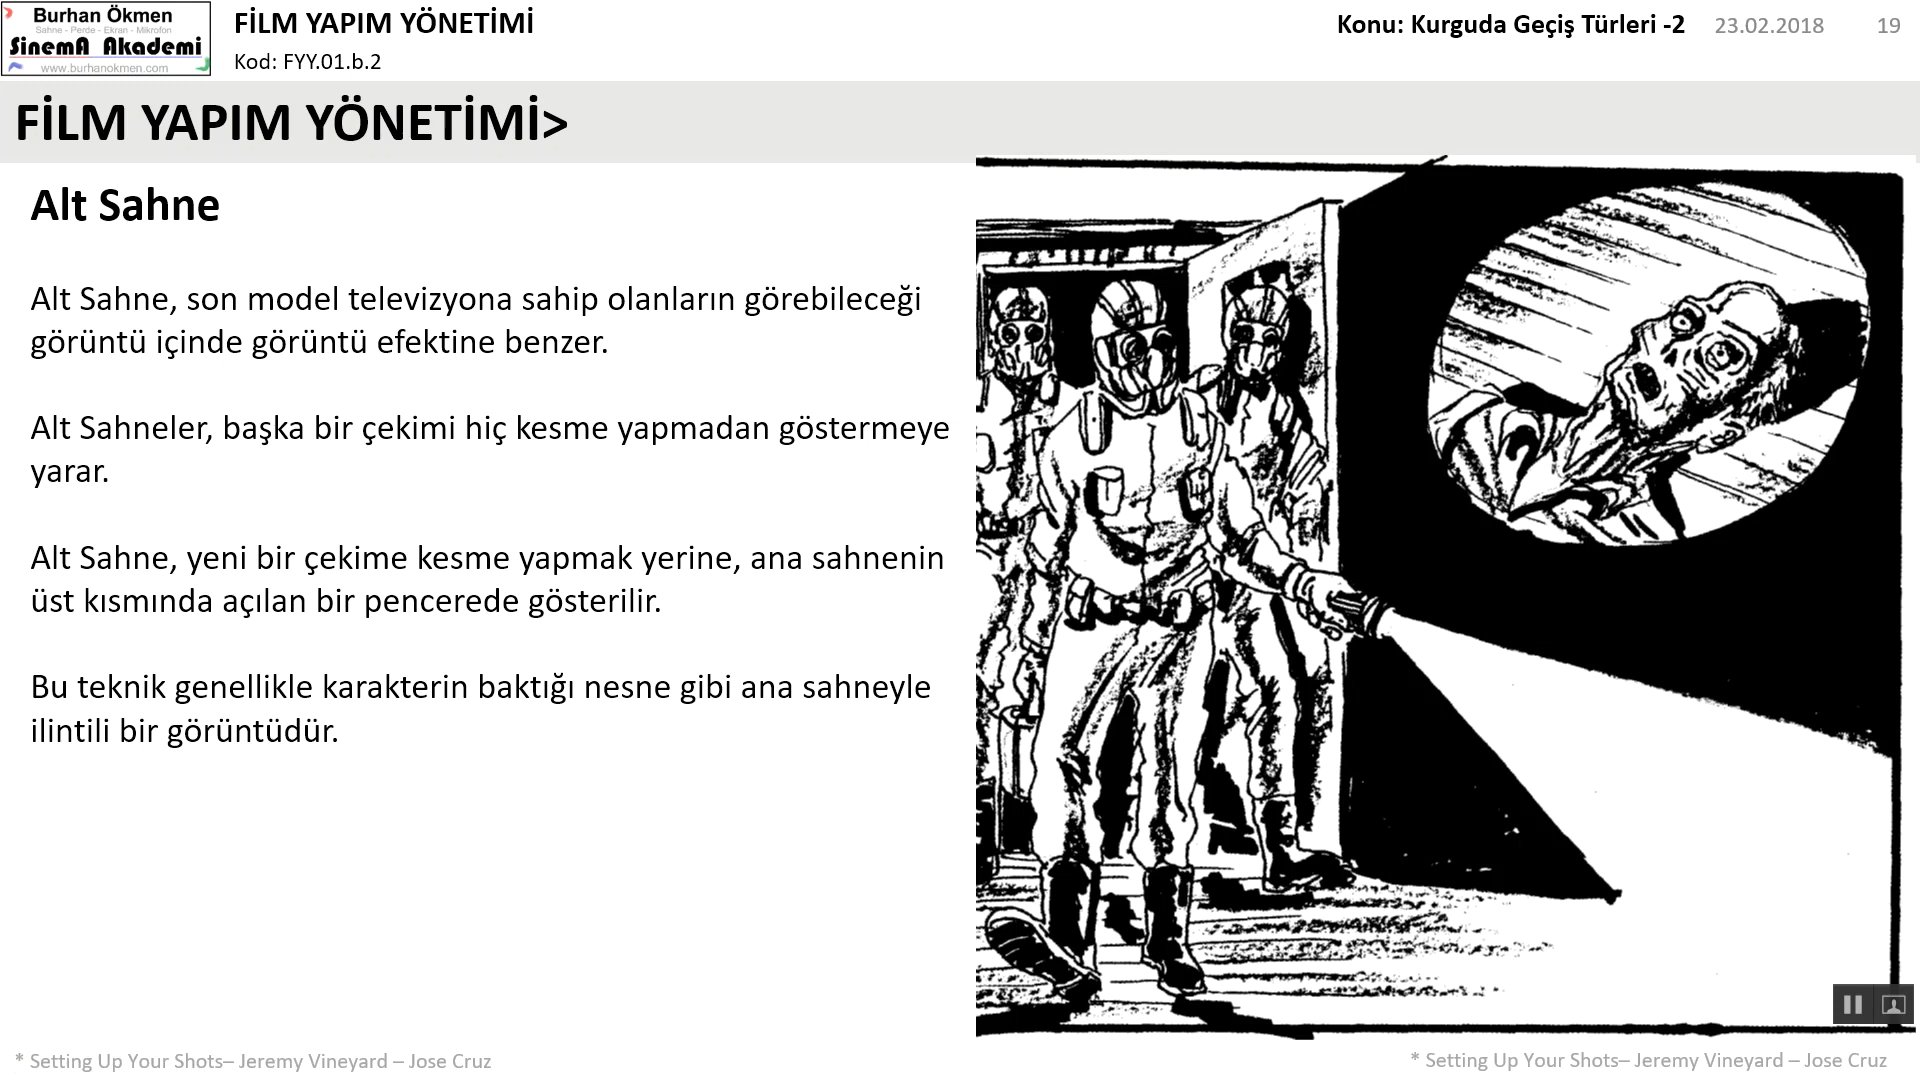 Burhan Ökmen
Sahne - Perde - Ekran - Mikrofon
SinemA Akademi
www.burhanokmen.com
FİLM YAPIM YÖNETİMİ
Kod: FYY.01.b.2
Konu: Kurguda Geçiş Türleri -2
23.02.2018
19
FİLM YAPIM YÖNETİMİ>
Alt Sahne
Alt Sahne, son model televizyona sahip olanların görebileceği
görüntü içinde görüntü efektine benzer.
Alt Sahneler, başka bir çekimi hiç kesme yapmadan göstermeye
yarar.
Alt Sahne, yeni bir çekime kesme yapmak yerine, ana sahnenin
üst kısmında açılan bir pencerede gösterilir.
Bu teknik genellikle karakterin baktığı nesne gibi ana sahneyle
ilintili bir görüntüdür.
* Setting Up Your Shots– Jeremy Vineyard – Jose Cruz
* Setting Up Your Shots– Jeremy Vineyard – Jose Cruz